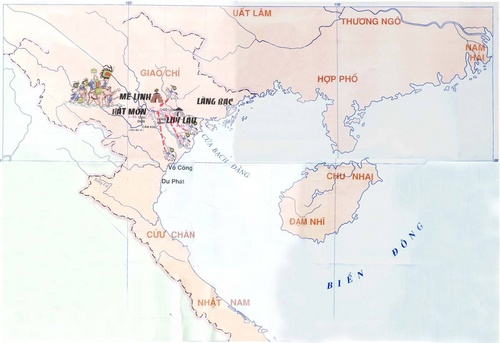 UẤT LÂM
THƯƠNG NGÔ
NAM
HẢI
GIAO CHỈ
HỢP PHỐ
MÊ LINH
LÃNG BẠC
HÁT MÔN
LUY LÂU
CỬA BẠCH ĐẰNG
Vô Công
Dư Phát
CHU NHAI
ĐAM NHĨ
CỬU CHÂN
BIỂN ĐÔNG
NHẬT NAM